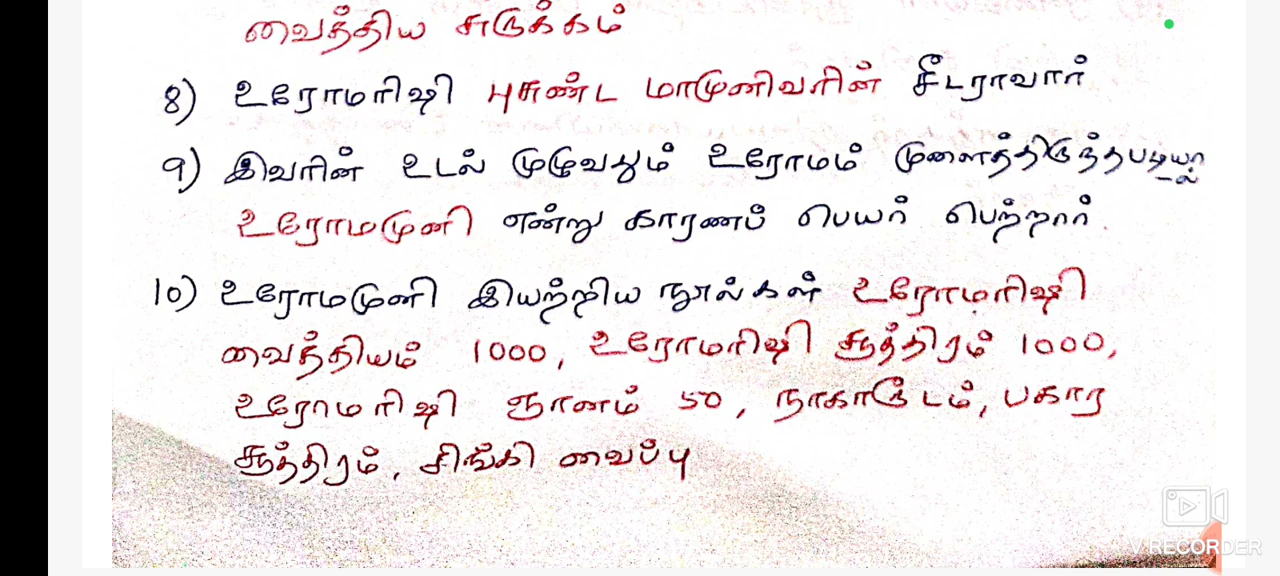 வைத்திய சுருக்கம்
8) உரோமரிஷி புசுண்ட மாமுனிவரின் சீடராவார்
9) இவரின் உடல் முழுவதும் உரோமம் முளைத்திருந்தபடியால்
உரோமமுனி என்று காரணப் பெயர் பெற்றார்.
10) உரோமமுனி இயற்றிய நூல்கள் உரோமரிஷி
வைத்தியம் 1000, உரோமரிஷி சூத்திரம் 1000,
உரோமரிஷி ஞானம் 50, நாகாருடம், பகார
சூத்திரம், சிங்கி வைப்பு
V RECORDER